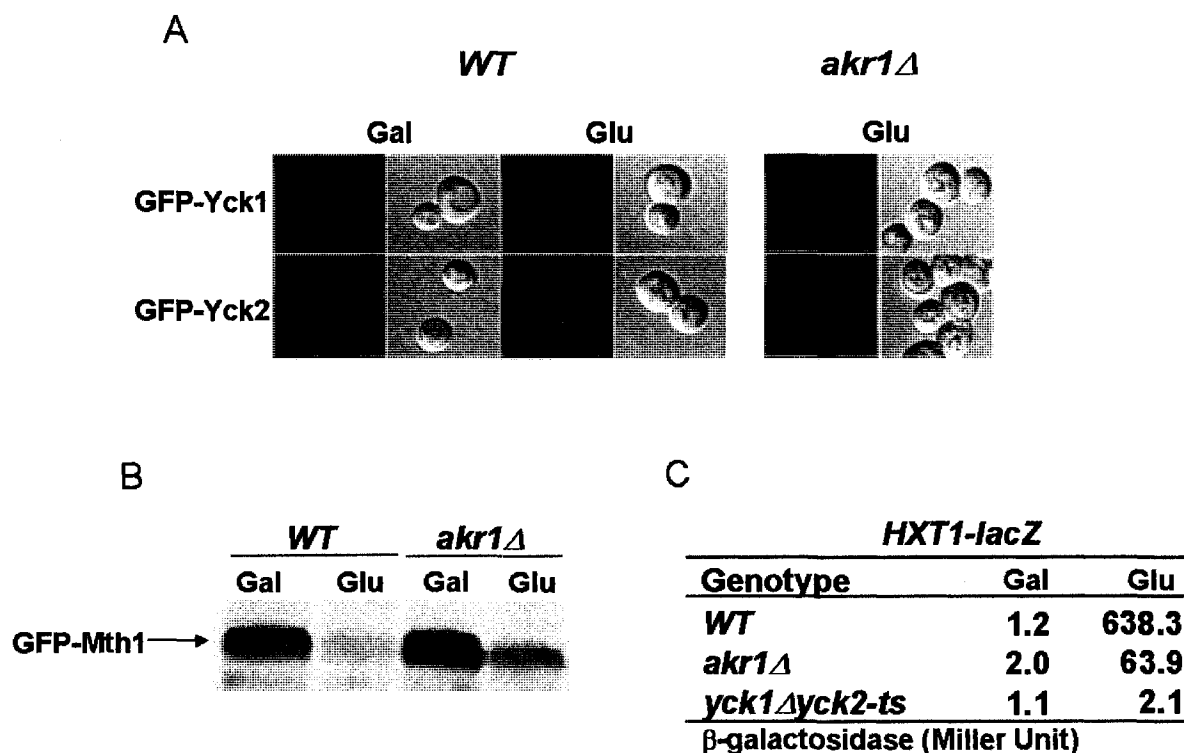 A
WT
akr1Δ
Gal
Glu
Glu
GFP-Yck1
GFP-Yck2
B
WT
akr1Δ
Gal
Glu
Gal
Glu
GFP-Mth1
C
HXT1-lacZ
Genotype Gal Glu
WT 1.2 638.3
akr1Δ 2.0 63.9
yck1Δyck2-ts 1.1 2.1
β-galactosidase (Miller Unit)